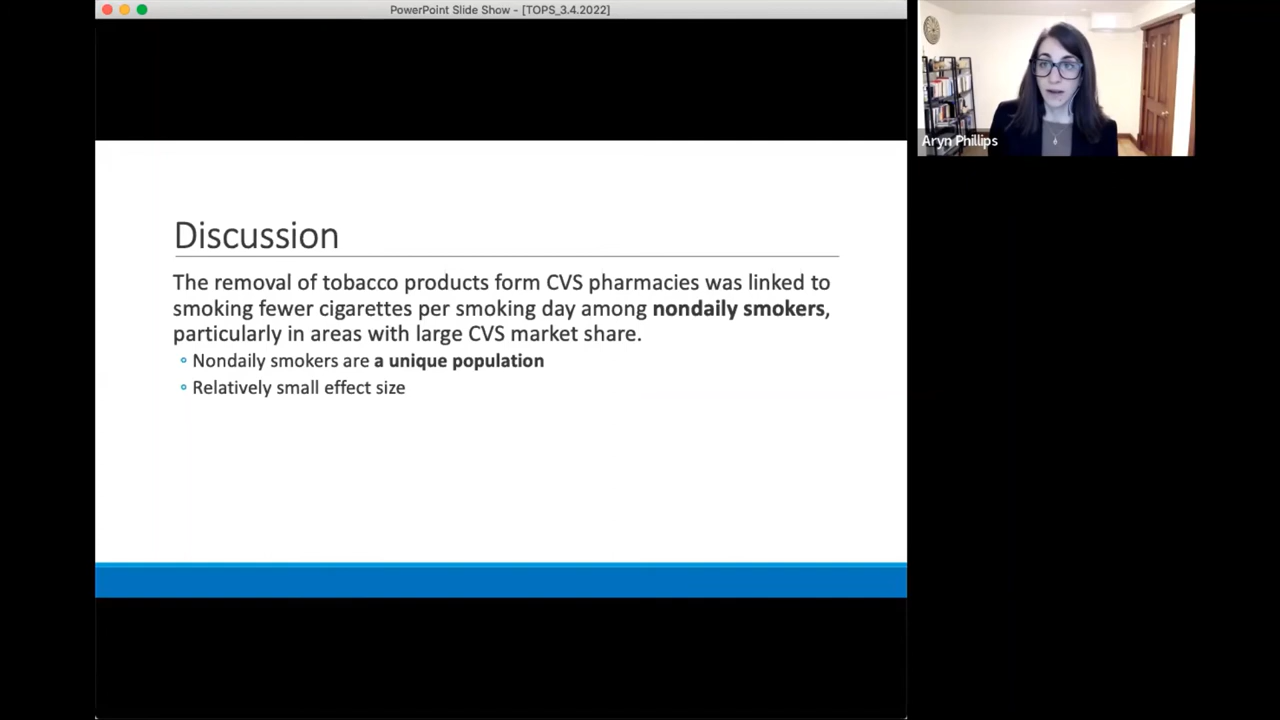 PowerPoint Slide Show - [TOPS_3.4.2022]
Aryn Phillips
Discussion
The removal of tobacco products form CVS pharmacies was linked to
smoking fewer cigarettes per smoking day among nondaily smokers,
particularly in areas with large CVS market share.
Nondaily smokers are a unique population
Relatively small effect size